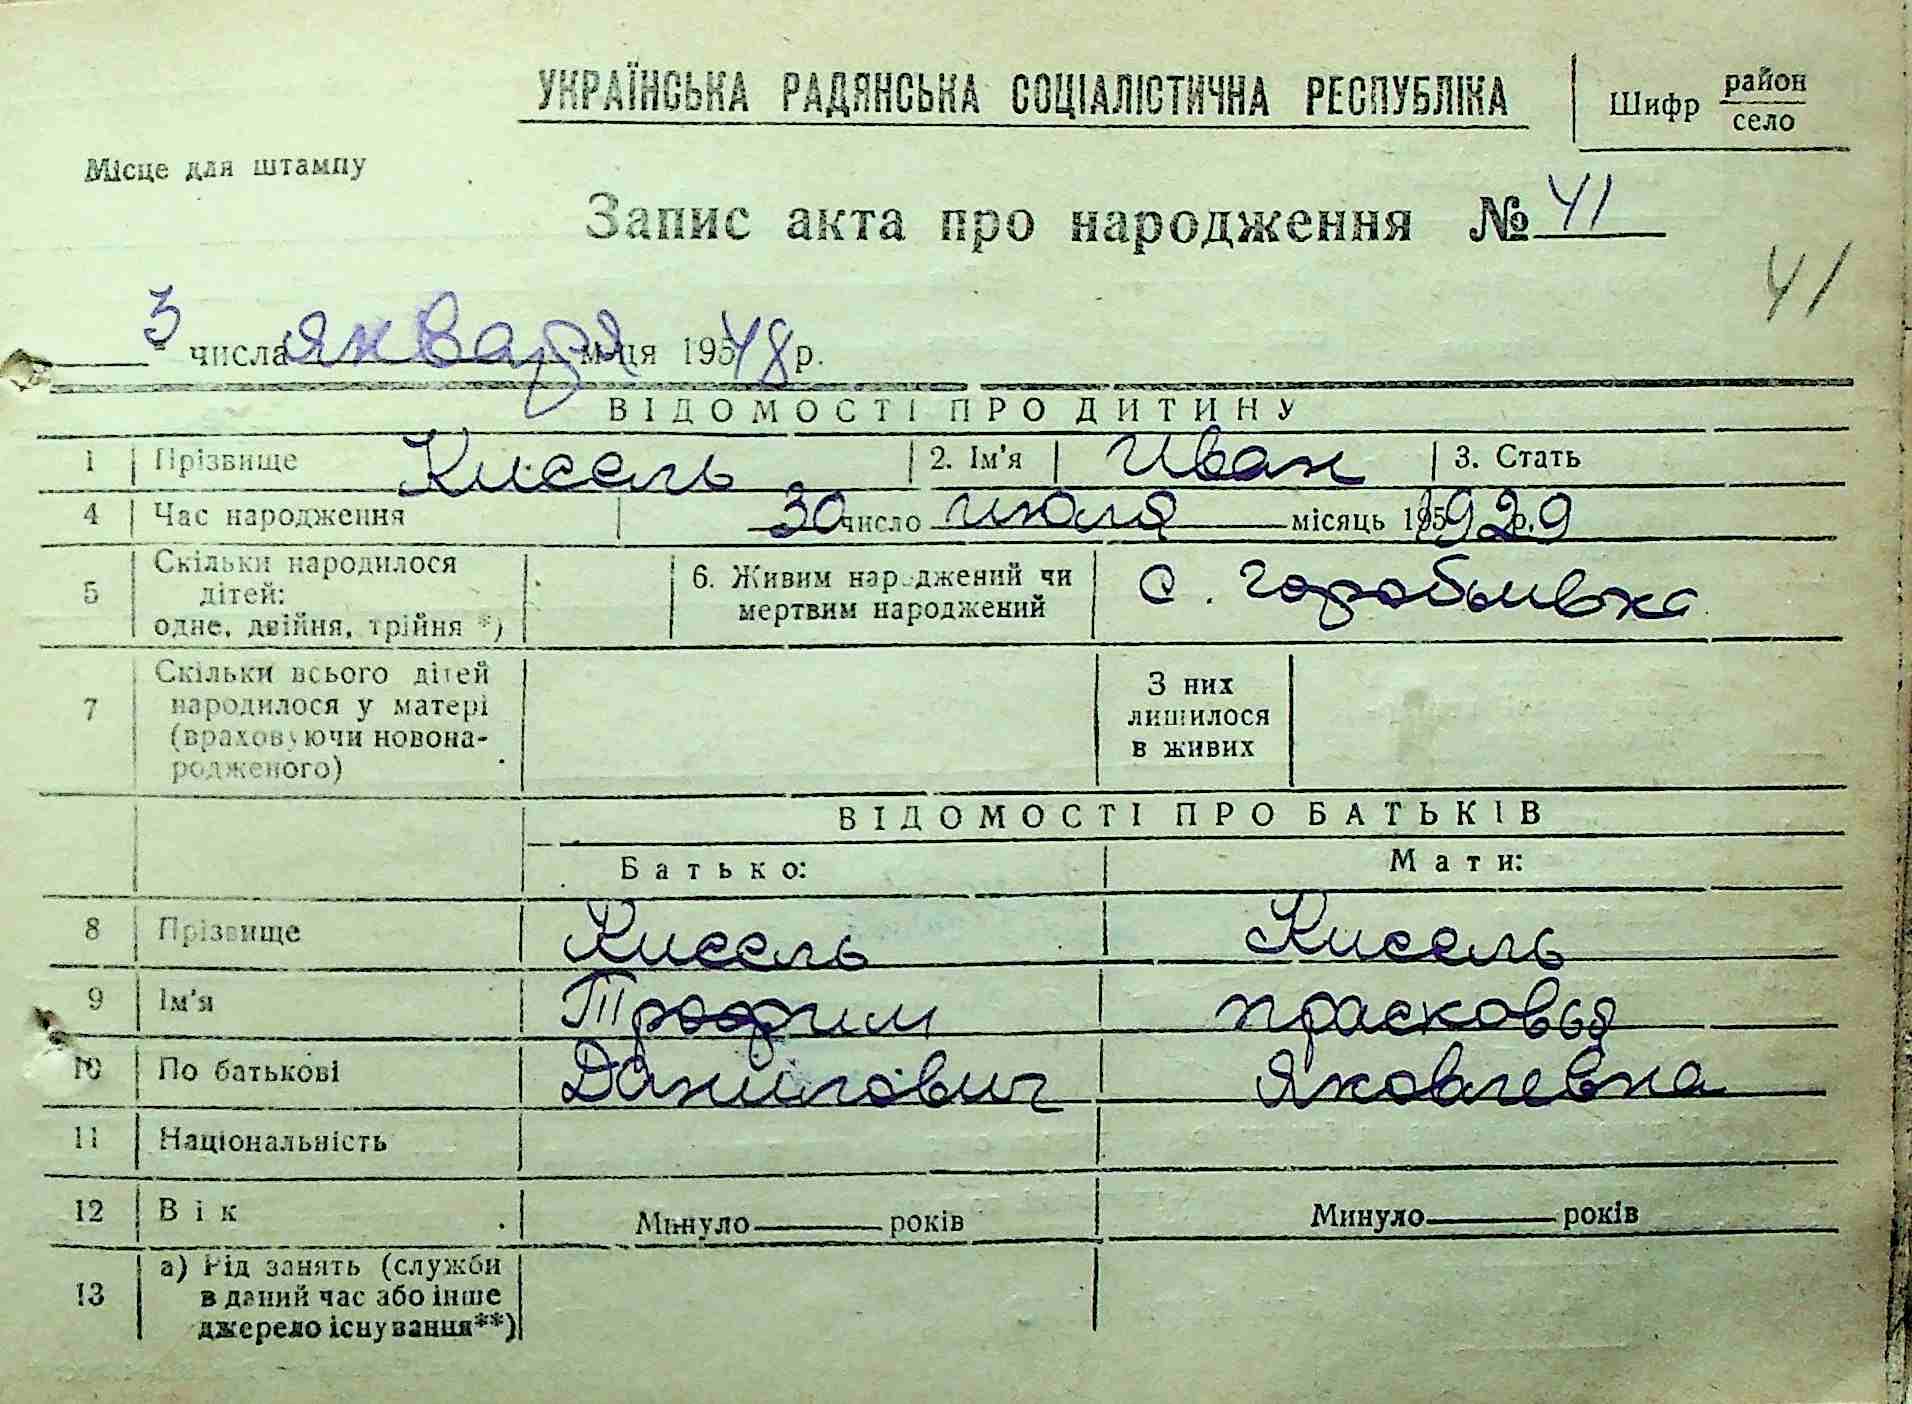 УКРАЇНСЬКА РАДЯНСЬКА СОЦІАЛІСТИЧНА РЕСПУБЛІКА
Шифр район село
Місце для штампу
Запис акта про народження № 41
41
3 числа января м-ця 195 48 р.
ВІДОМОСТІ ПРО ДИТИНУ
1 Прізвище Кисель 2. Ім'я Иван 3. Стать
4 Час народження 30 число июля місяць 195 1929 р.
5 Скільки народилося дітей: одне, двійня, трійня *) 6. Живим народжений чи мертвим народжений с.
7 Скільки всього дітей народилося у матері (враховуючи новонародженого) З них лишилося в живих
ВІДОМОСТІ ПРО БАТЬКІВ
Батько: Мати:
8 Прізвище Кисель Кисель
9 Ім'я Трофим Прасковья
10 По батькові Данилович Яковлевна
11 Національність
12 Вік Минуло років Минуло років
13 а) Рід занять (служби в даний час або інше джерело існування**)